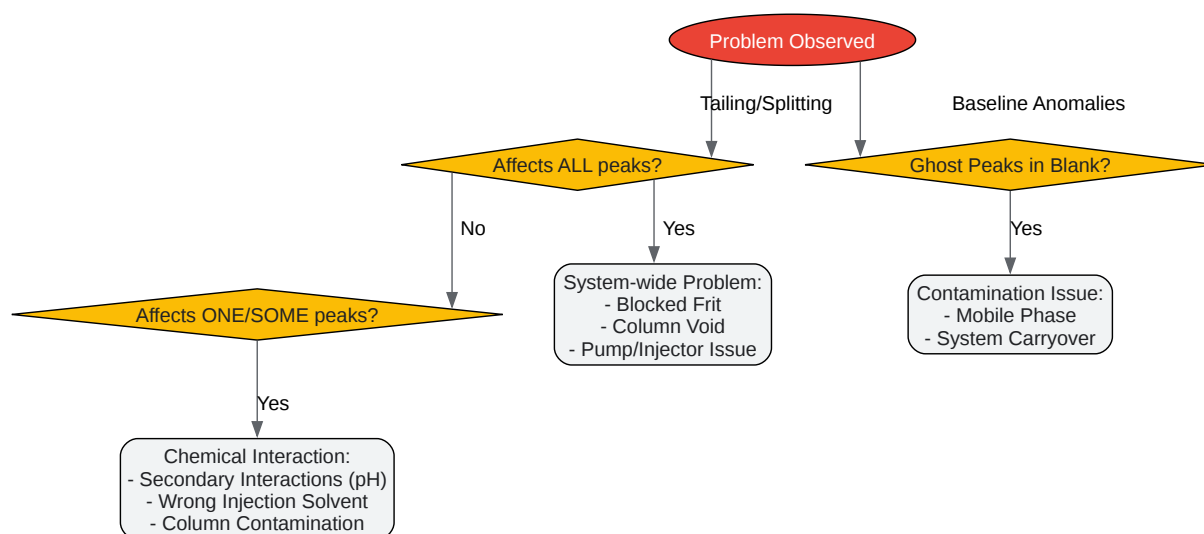 Problem Observed
Tailing/Splitting
Baseline Anomalies
Affects ALL peaks?
Ghost Peaks in Blank?
No
Yes
Yes
System-wide Problem:
- Blocked Frit
- Column Void
- Pump/Injector Issue
Contamination Issue:
- Mobile Phase
- System Carryover
Affects ONE/SOME peaks?
Yes
Chemical Interaction:
- Secondary Interactions (pH)
- Wrong Injection Solvent
- Column Contamination